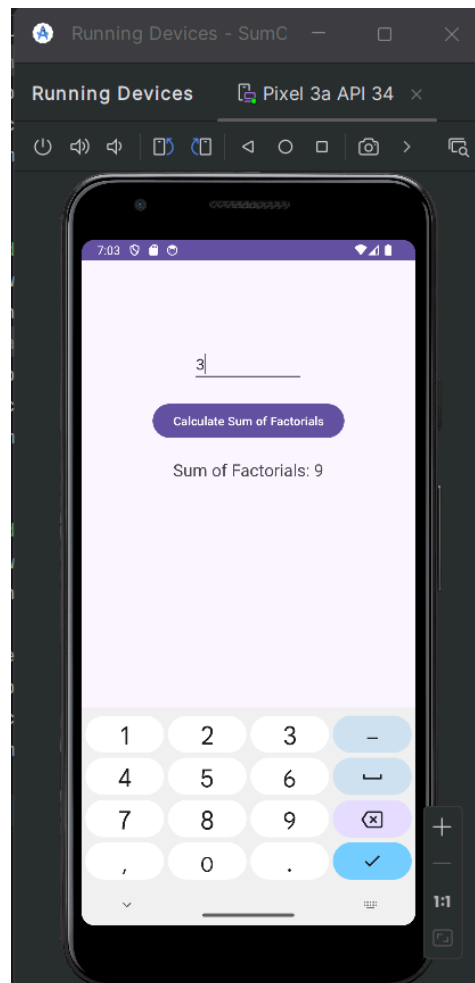 Running Devices - SumC
Running Devices
Pixel 3a API 34
7:03
3
Calculate Sum of Factorials
Sum of Factorials: 9
1 2 3 –
4 5 6
7 8 9
, 0 .
1:1